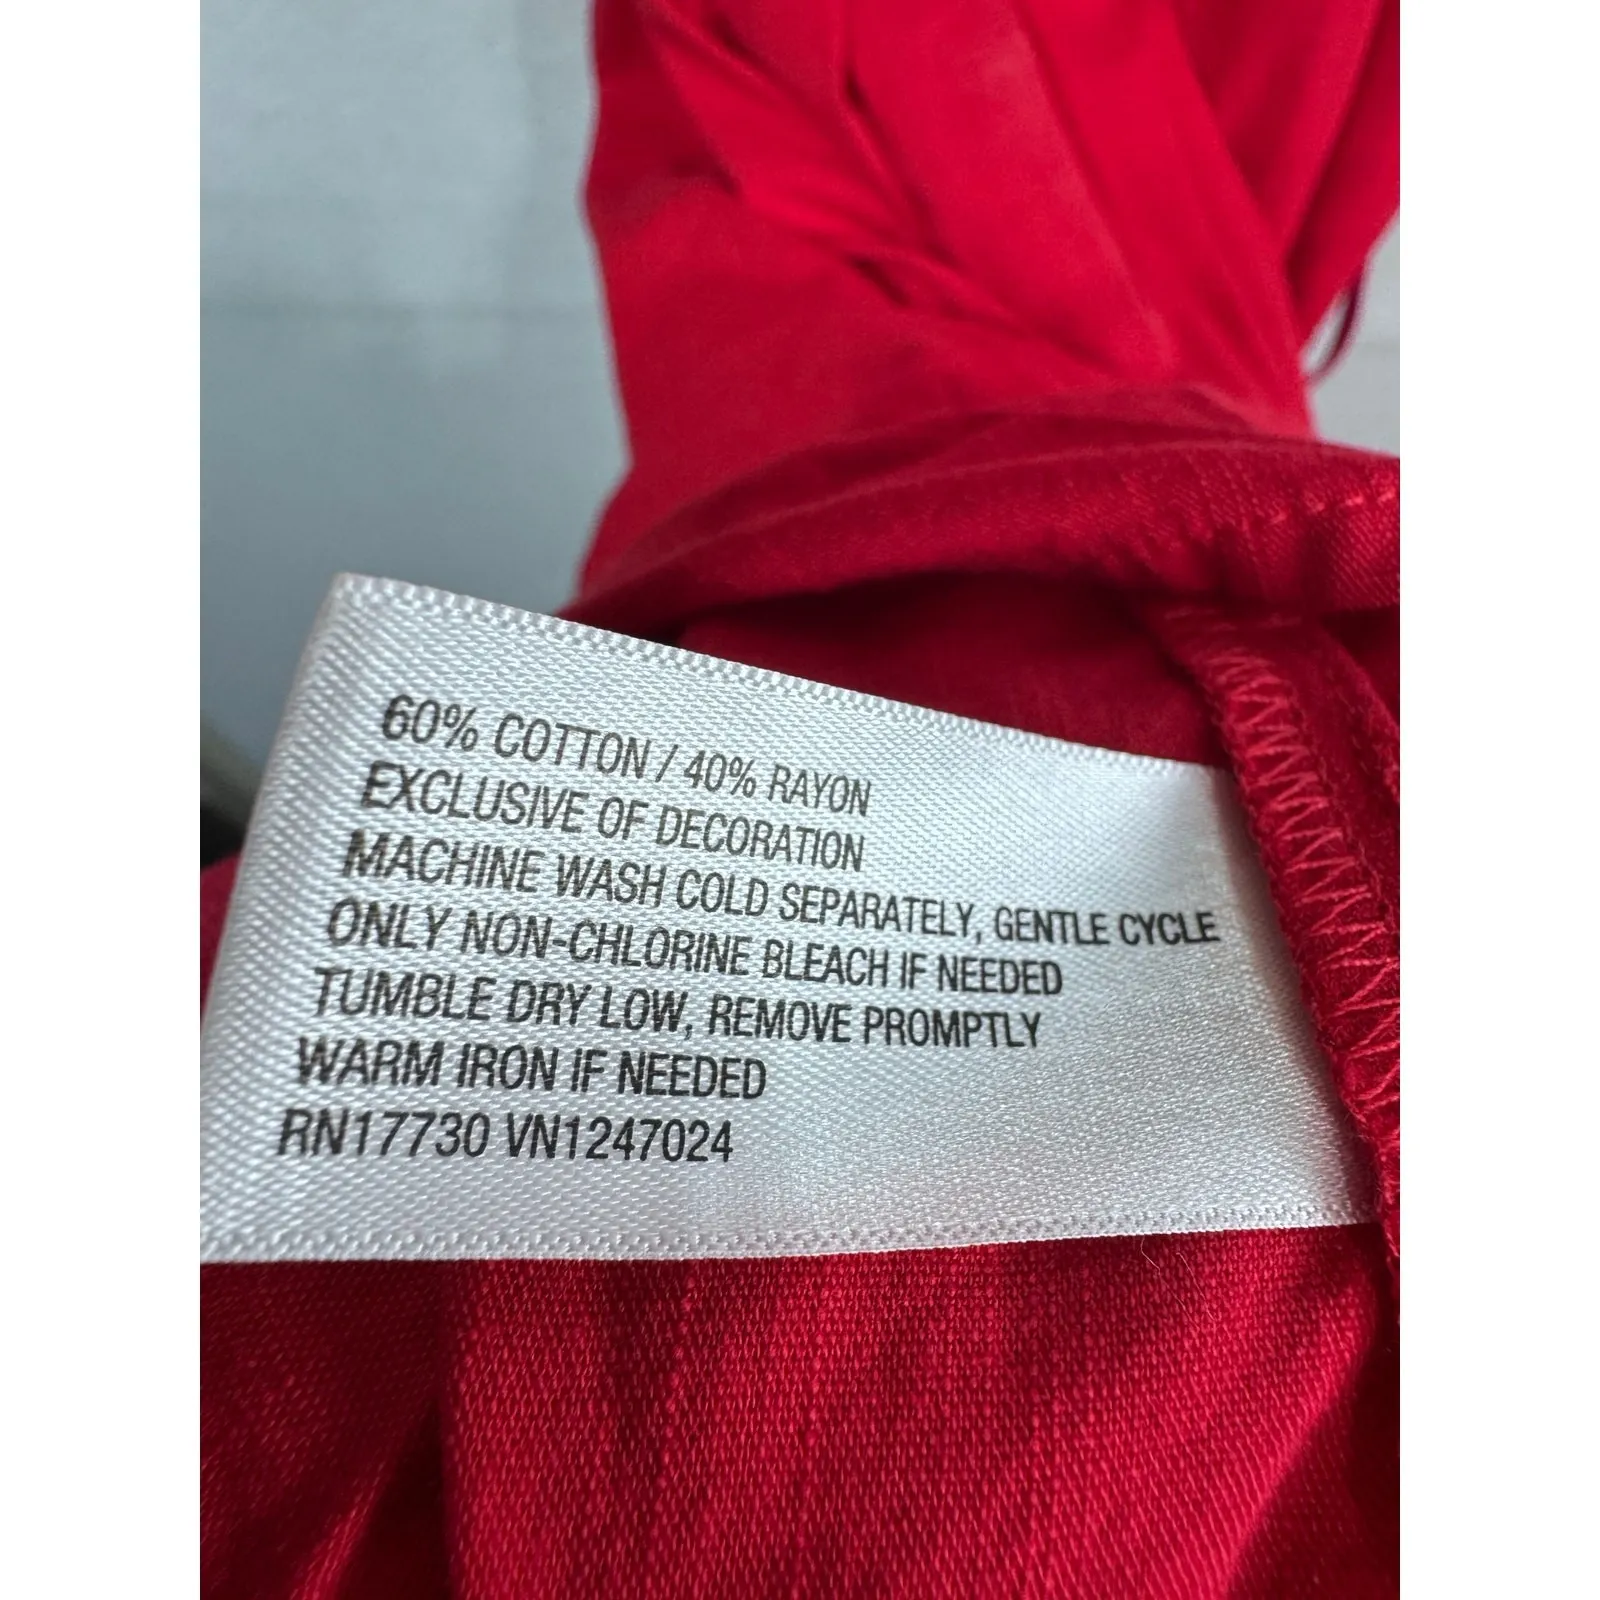 60% COTTON / 40% RAYON
EXCLUSIVE OF DECORATION
MACHINE WASH COLD SEPARATELY, GENTLE CYCLE
ONLY NON-CHLORINE BLEACH IF NEEDED
TUMBLE DRY LOW, REMOVE PROMPTLY
WARM IRON IF NEEDED
RN17730 VN1247024